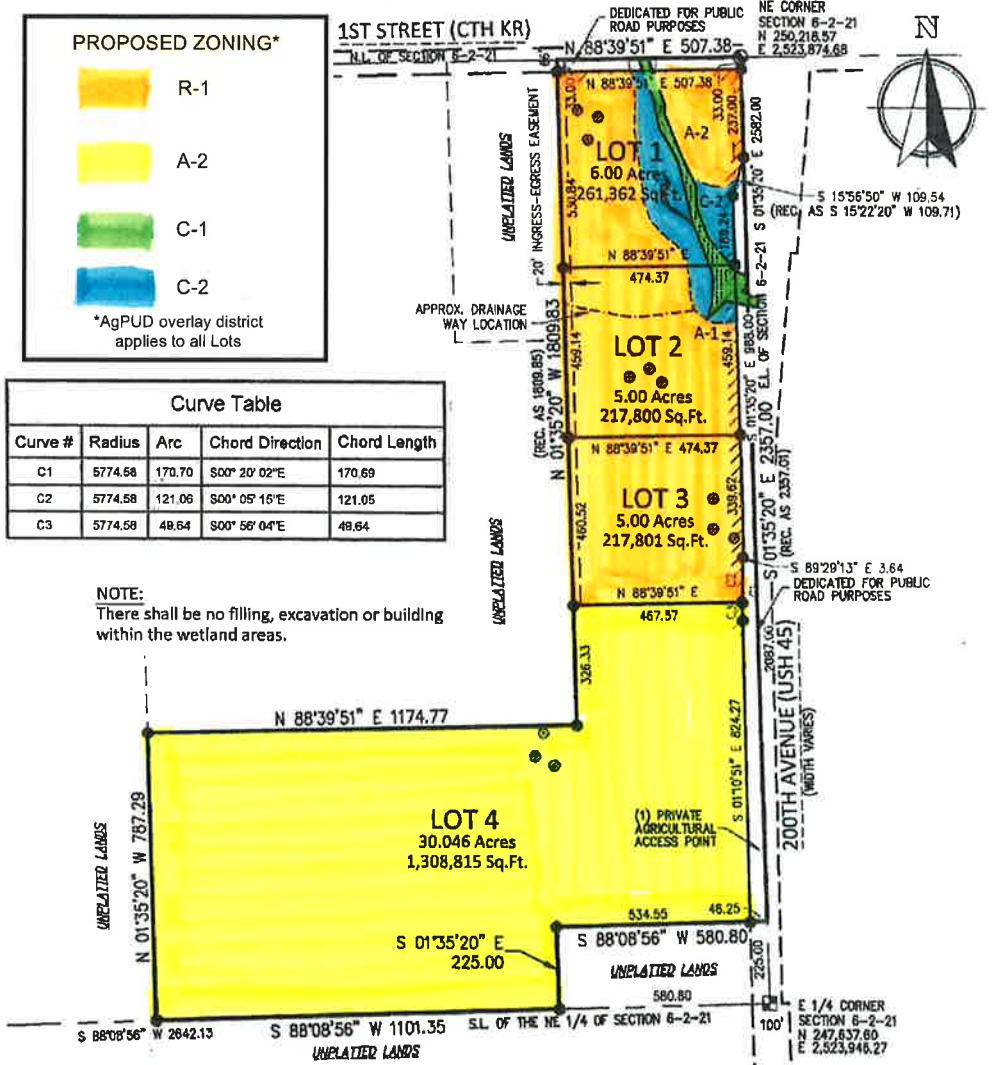 PROPOSED ZONING*
R-1
A-2
C-1
C-2
*AgPUD overlay district
applies to all Lots
1ST STREET (CTH KR)
N.L. OF SECTION 6-2-21
DEDICATED FOR PUBLIC
ROAD PURPOSES
N 88°39'51" E 507.38
NE CORNER
SECTION 6-2-21
N 250,218.57
E 2,523,874.68
N
N 88°39'51" E 507.38
33.00
33.00
237.00
20' INGRESS-EGRESS EASEMENT
UNPLATTED LANDS
A-2
LOT 1
6.00 Acres
261,362 Sq.Ft.
530.84
C-2
189.24
S 01°35'20" E 2582.00
S 15°56'50" W 109.54
(REC. AS S 15°22'20" W 109.71)
N 88°39'51" E
474.37
APPROX. DRAINAGE
WAY LOCATION
A-1
LOT 2
5.00 Acres
217,800 Sq.Ft.
459.14
459.14
(REC. AS 1809.85)
N 01°35'20" W 1809.83
S 01°35'20" E 988.00
E.L. OF SECTION 6-2-21
N 88°39'51" E 474.37
LOT 3
5.00 Acres
217,801 Sq.Ft.
460.52
339.62
S 01°35'20" E 2357.00
(REC. AS 2357.01)
S 89°29'13" E 3.64
DEDICATED FOR PUBLIC
ROAD PURPOSES
N 88°39'51" E
467.57
UNPLATTED LANDS
Curve Table
Curve # Radius Arc Chord Direction Chord Length
C1 5774.58 170.70 S00° 20' 02"E 170.69
C2 5774.58 121.06 S00° 05' 15"E 121.05
C3 5774.58 49.64 S00° 56' 04"E 49.64
NOTE:
There shall be no filling, excavation or building
within the wetland areas.
326.33
N 88°39'51" E 1174.77
2087.00
200TH AVENUE (USH 45)
(WIDTH VARIES)
S 01°10'51" E 824.27
UNPLATTED LANDS
N 01°35'20" W 787.29
LOT 4
30.046 Acres
1,308,815 Sq.Ft.
(1) PRIVATE
AGRICULTURAL
ACCESS POINT
534.55
46.25
S 88°08'56" W 580.80
S 01°35'20" E
225.00
UNPLATTED LANDS
225.00
580.80
S 88°08'56" W 2642.13
S 88°08'56" W 1101.35
S.L. OF THE NE 1/4 OF SECTION 6-2-21
UNPLATTED LANDS
100'
E 1/4 CORNER
SECTION 6-2-21
N 247,637.60
E 2,523,946.27